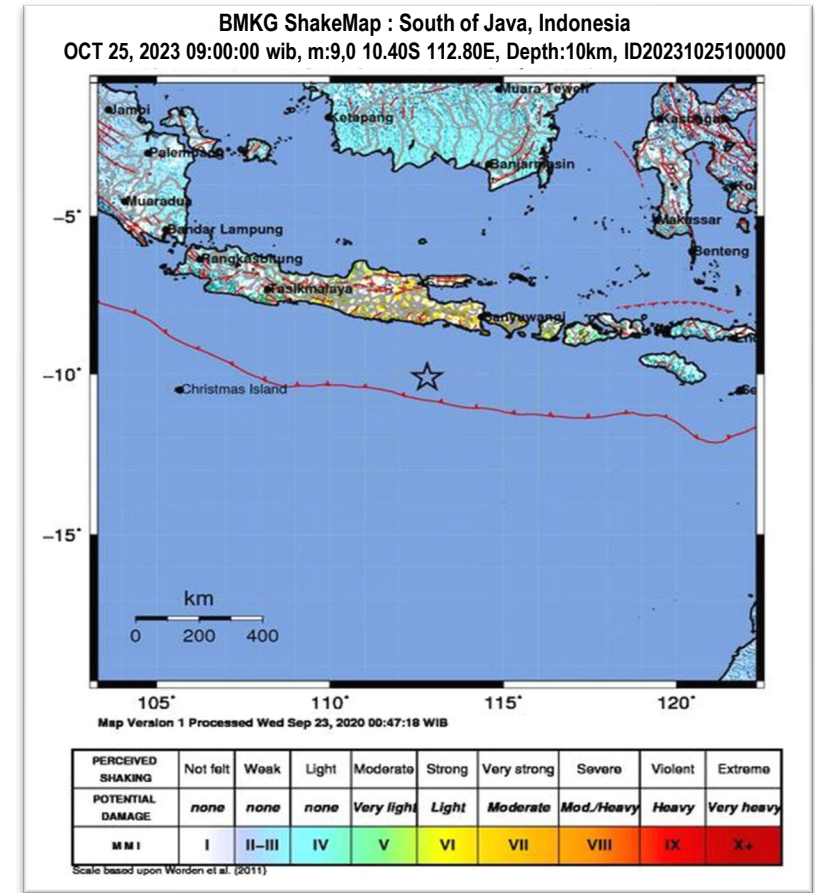 BMKG ShakeMap : South of Java, Indonesia
OCT 25, 2023 09:00:00 wib, m:9,0 10.40S 112.80E, Depth:10km, ID20231025100000
Muara Teweh
Jambi
Ketapang
Kasonga
Palembang
Banjarmasin
Kol
Muaradua
−5°
Makassar
Bandar Lampung
Benteng
Rangkasbitung
Tasikmalaya
Banyuwangi
End
−10°
Christmas Island
Se
−15°
km
0 200 400
105° 110° 115° 120°
Map Version 1 Processed Wed Sep 23, 2020 00:47:18 WIB
PERCEIVED SHAKING Not felt Weak Light Moderate Strong Very strong Severe Violent Extreme
POTENTIAL DAMAGE none none none Very light Light Moderate Mod./Heavy Heavy Very heavy
MMI I II–III IV V VI VII VIII IX X+
Scale based upon Worden et al. (2011)